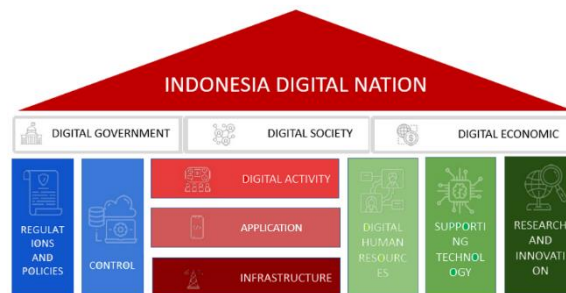 INDONESIA DIGITAL NATION
DIGITAL GOVERNMENT
DIGITAL SOCIETY
DIGITAL ECONOMIC
REGULAT
IONS
AND
POLICIES
CONTROL
DIGITAL ACTIVITY
APPLICATION
INFRASTRUCTURE
DIGITAL
HUMAN
RESOURC
ES
SUPPORTI
NG
TECHNOL
OGY
RESEARCH
AND
INNOVATI
ON